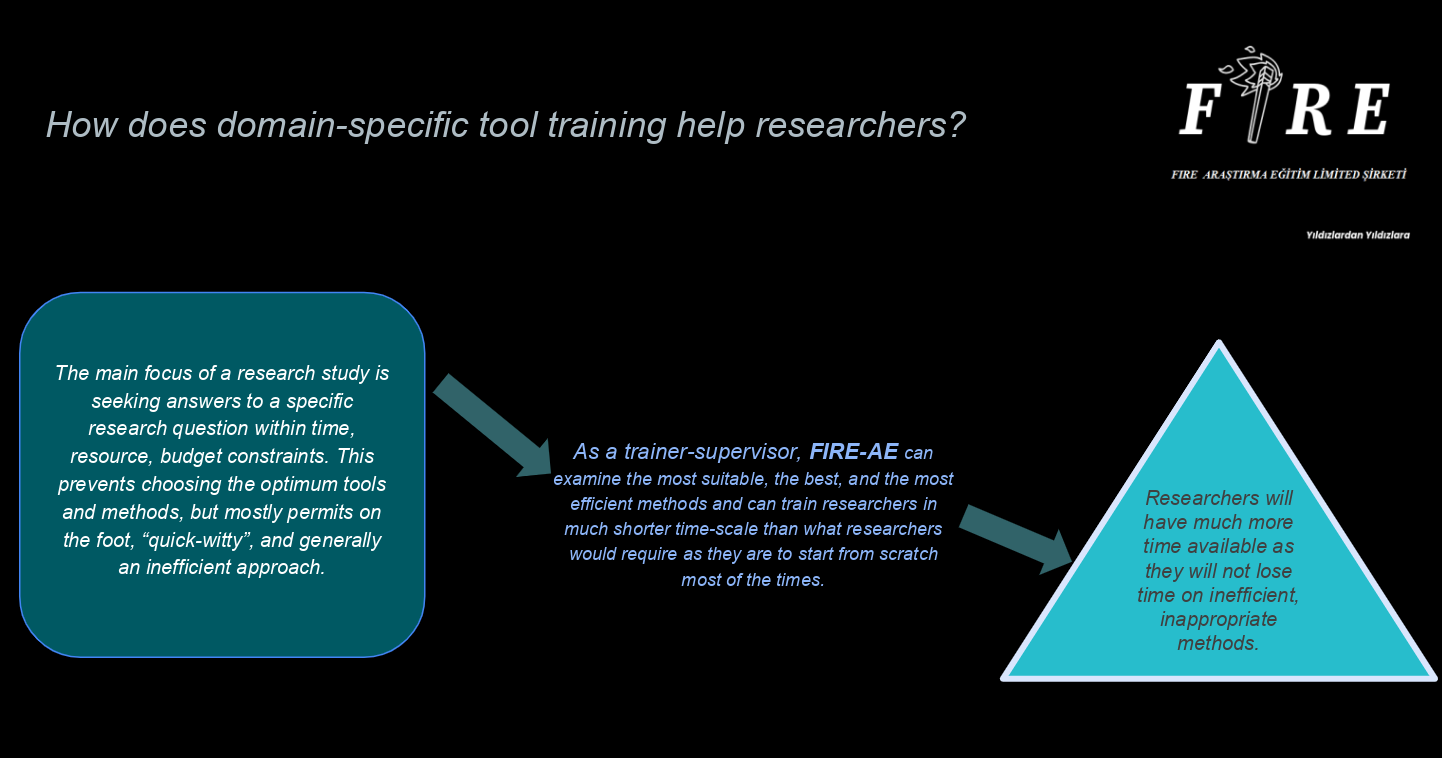 How does domain-specific tool training help researchers?
F RE
FIRE ARAŞTIRMA EĞİTİM LİMİTED ŞİRKETİ
Yıldızlardan Yıldızlara
The main focus of a research study is
seeking answers to a specific
research question within time,
resource, budget constraints. This
prevents choosing the optimum tools
and methods, but mostly permits on
the foot, “quick-witty”, and generally
an inefficient approach.
As a trainer-supervisor, FIRE-AE can
examine the most suitable, the best, and the most
efficient methods and can train researchers in
much shorter time-scale than what researchers
would require as they are to start from scratch
most of the times.
Researchers will
have much more
time available as
they will not lose
time on inefficient,
inappropriate
methods.